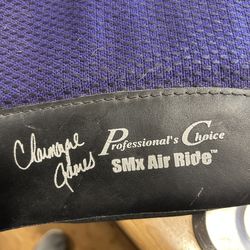 Charmayne
James
Professional's Choice
SMx Air Ride™